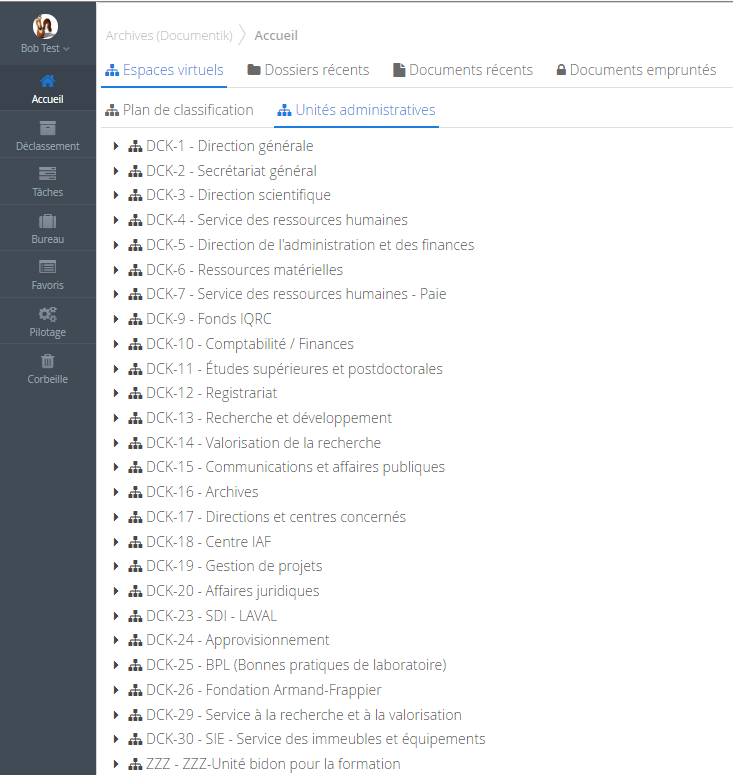 Bob Test
Accueil
Déclassement
Tâches
Bureau
Favoris
Pilotage
Corbeille
Archives (Documentik) Accueil
Espaces virtuels Dossiers récents Documents récents Documents empruntés
Plan de classification Unités administratives
DCK-1 - Direction générale
DCK-2 - Secrétariat général
DCK-3 - Direction scientifique
DCK-4 - Service des ressources humaines
DCK-5 - Direction de l'administration et des finances
DCK-6 - Ressources matérielles
DCK-7 - Service des ressources humaines - Paie
DCK-9 - Fonds IQRC
DCK-10 - Comptabilité / Finances
DCK-11 - Études supérieures et postdoctorales
DCK-12 - Registrariat
DCK-13 - Recherche et développement
DCK-14 - Valorisation de la recherche
DCK-15 - Communications et affaires publiques
DCK-16 - Archives
DCK-17 - Directions et centres concernés
DCK-18 - Centre IAF
DCK-19 - Gestion de projets
DCK-20 - Affaires juridiques
DCK-23 - SDI - LAVAL
DCK-24 - Approvisionnement
DCK-25 - BPL (Bonnes pratiques de laboratoire)
DCK-26 - Fondation Armand-Frappier
DCK-29 - Service à la recherche et à la valorisation
DCK-30 - SIE - Service des immeubles et équipements
ZZZ - ZZZ-Unité bidon pour la formation